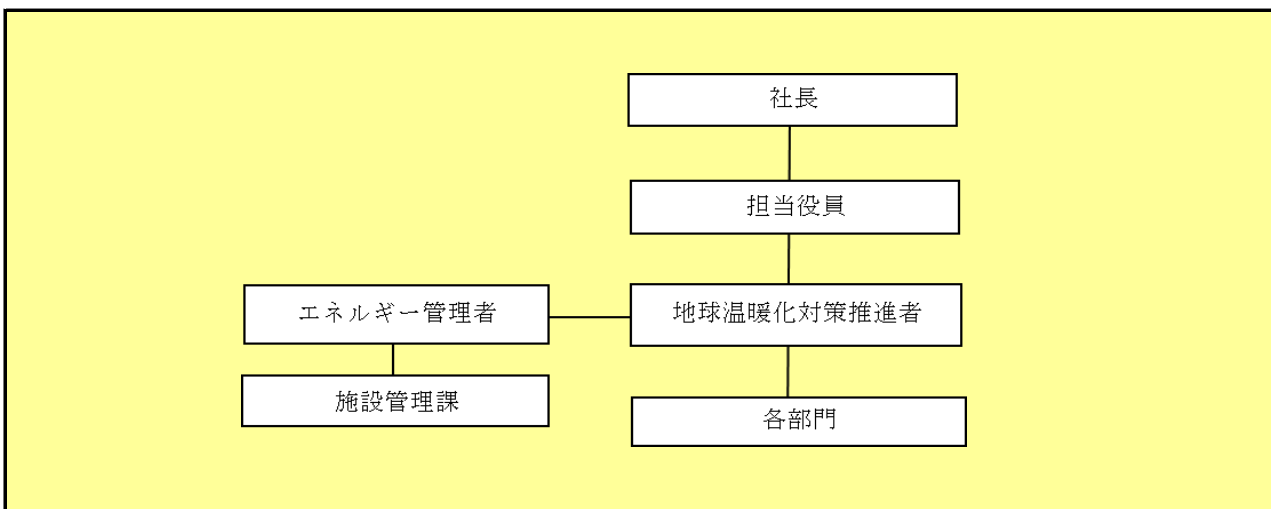 社長
担当役員
エネルギー管理者
地球温暖化対策推進者
施設管理課
各部門